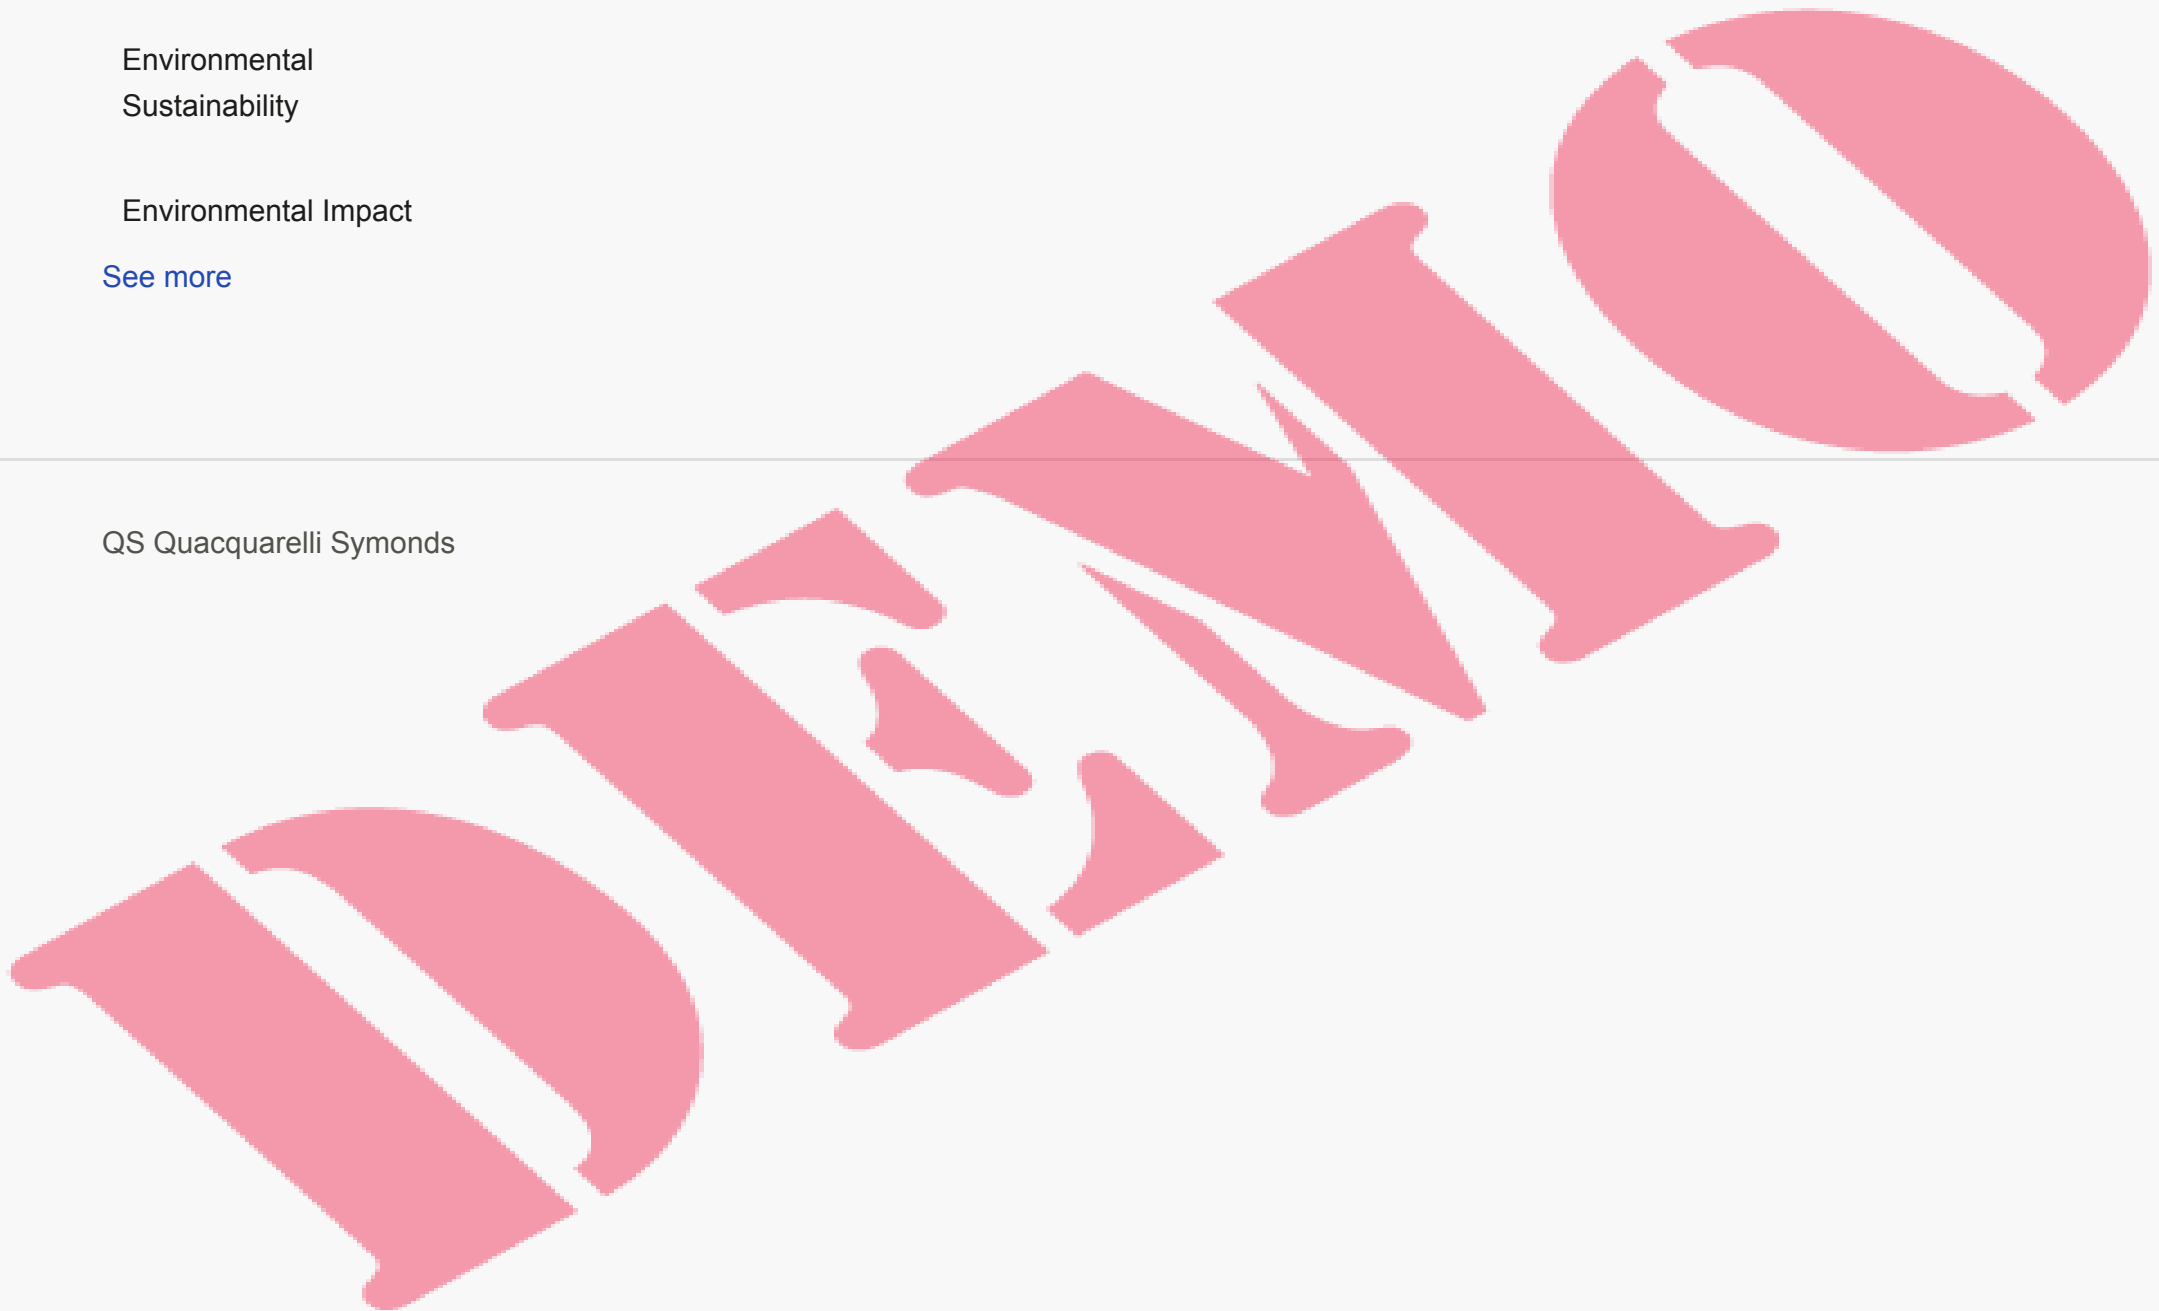 Environmental
Sustainability
Environmental Impact
See more
QS Quacquarelli Symonds
DEMO